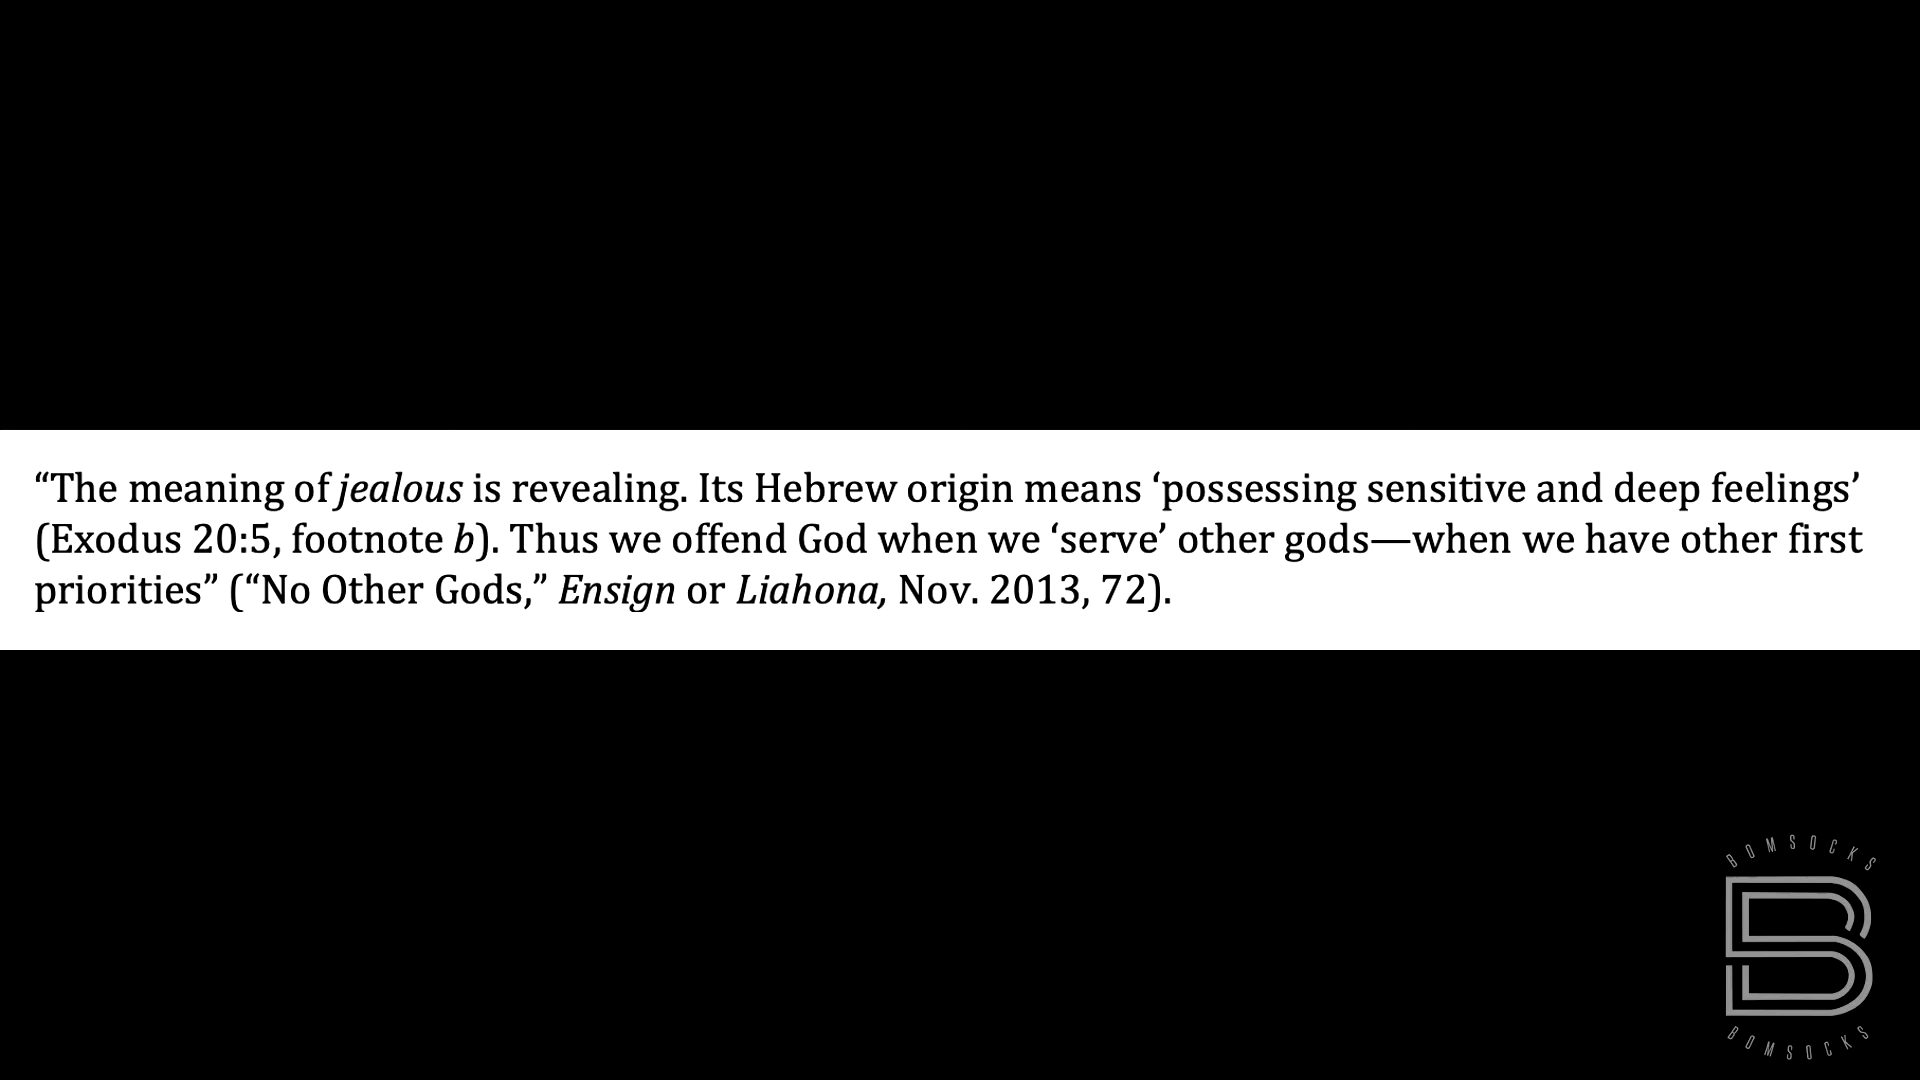 “The meaning of jealous is revealing. Its Hebrew origin means ‘possessing sensitive and deep feelings’
(Exodus 20:5, footnote b). Thus we offend God when we ‘serve’ other gods—when we have other first
priorities” (“No Other Gods,” Ensign or Liahona, Nov. 2013, 72).
BOMSOCKS
B
BOMSOCKS